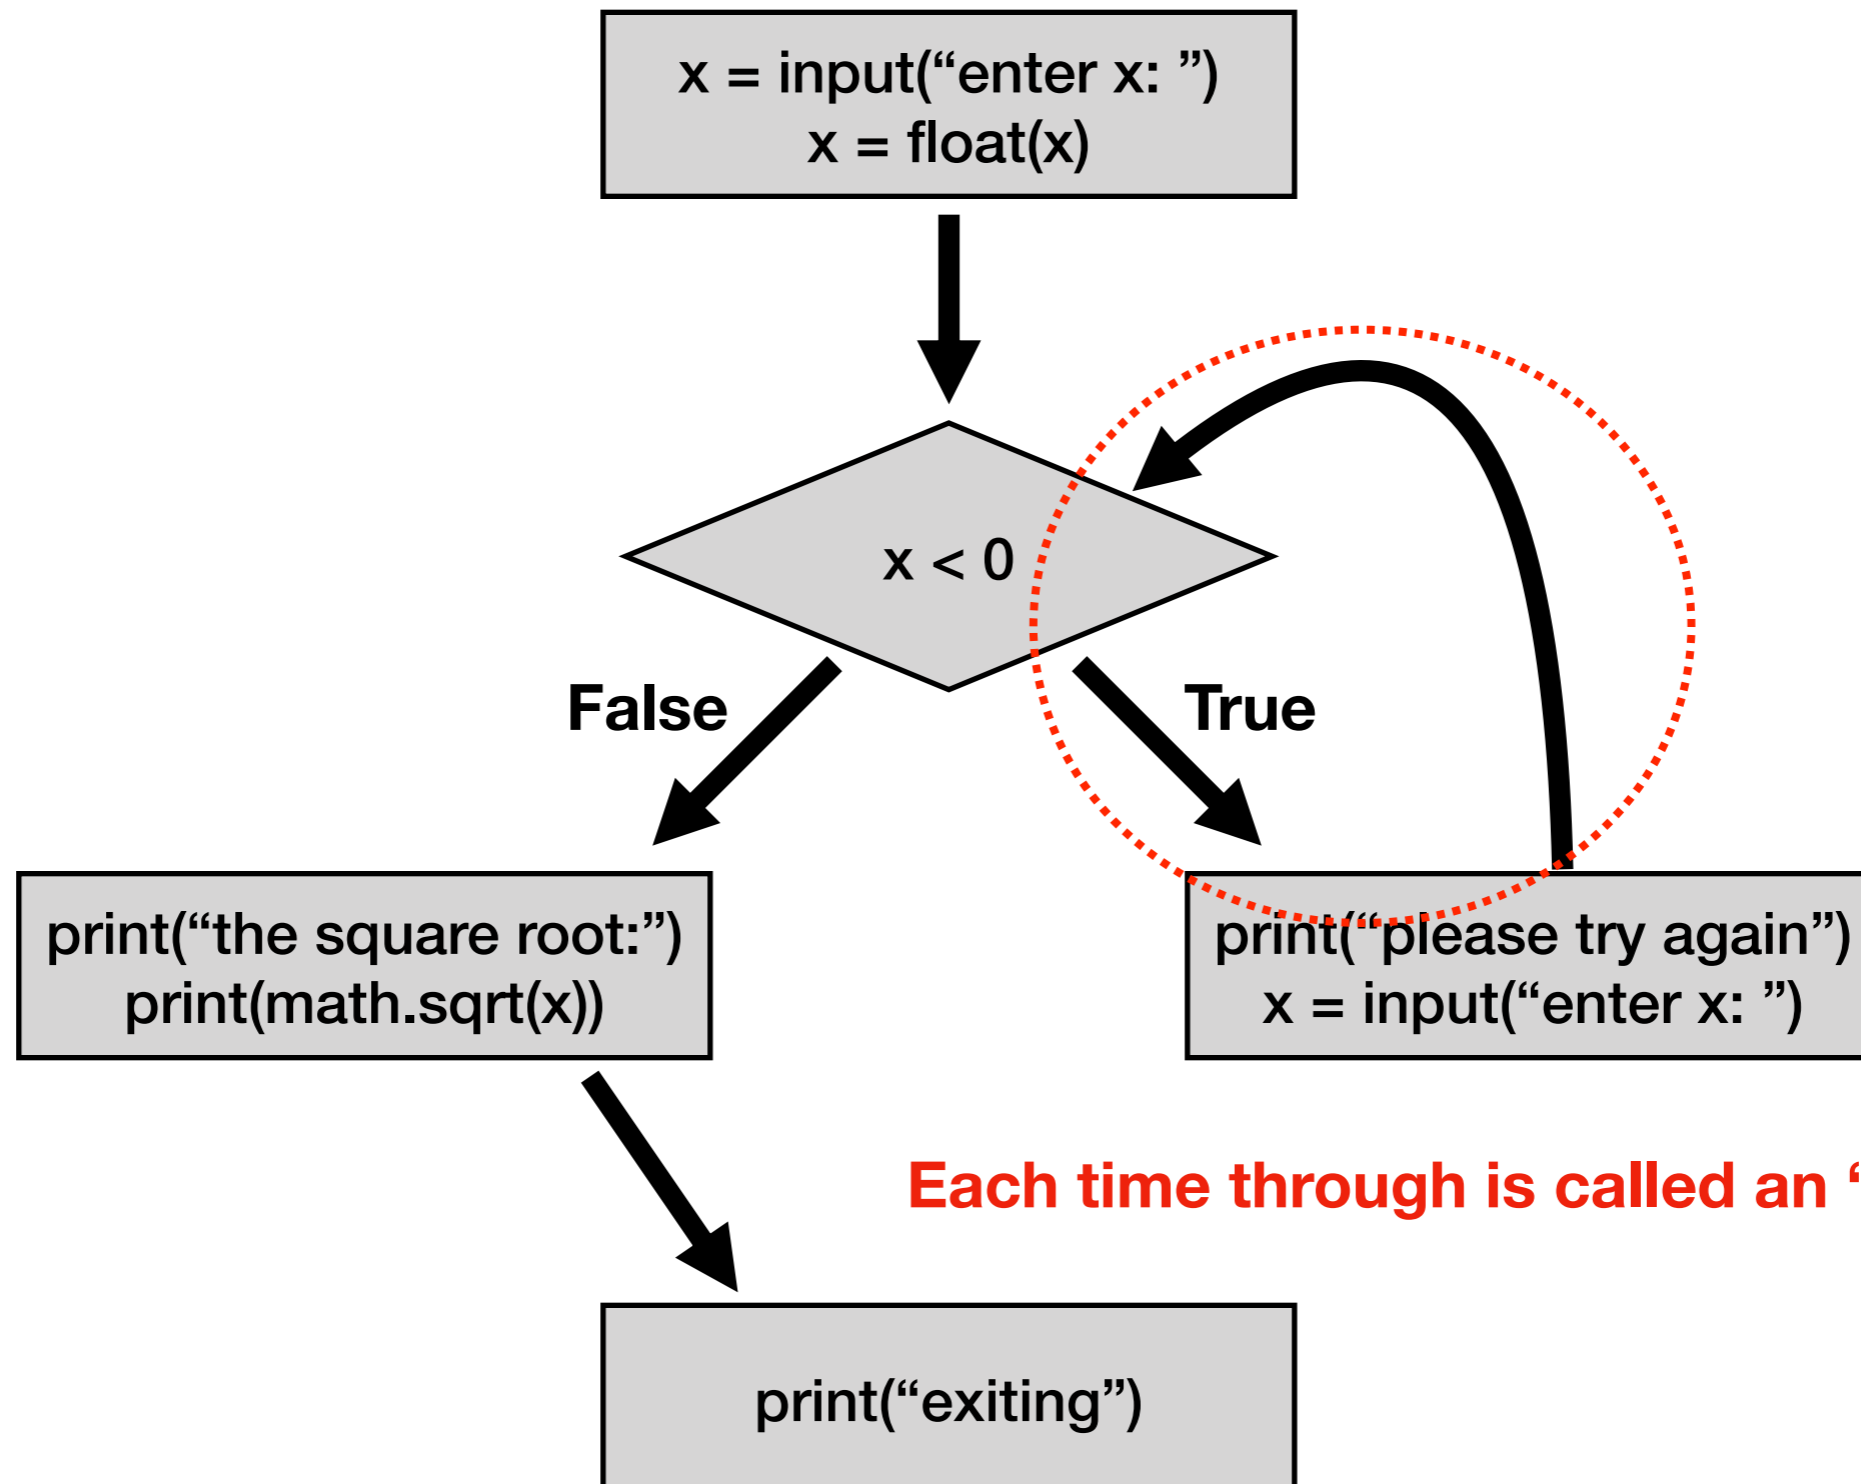 x = input(“enter x: ”)
x = float(x)
x < 0
False
True
print(“the square root:”)
print(math.sqrt(x))
print(“please try again”)
x = input(“enter x: ”)
Each time through is called an ‘
print(“exiting”)